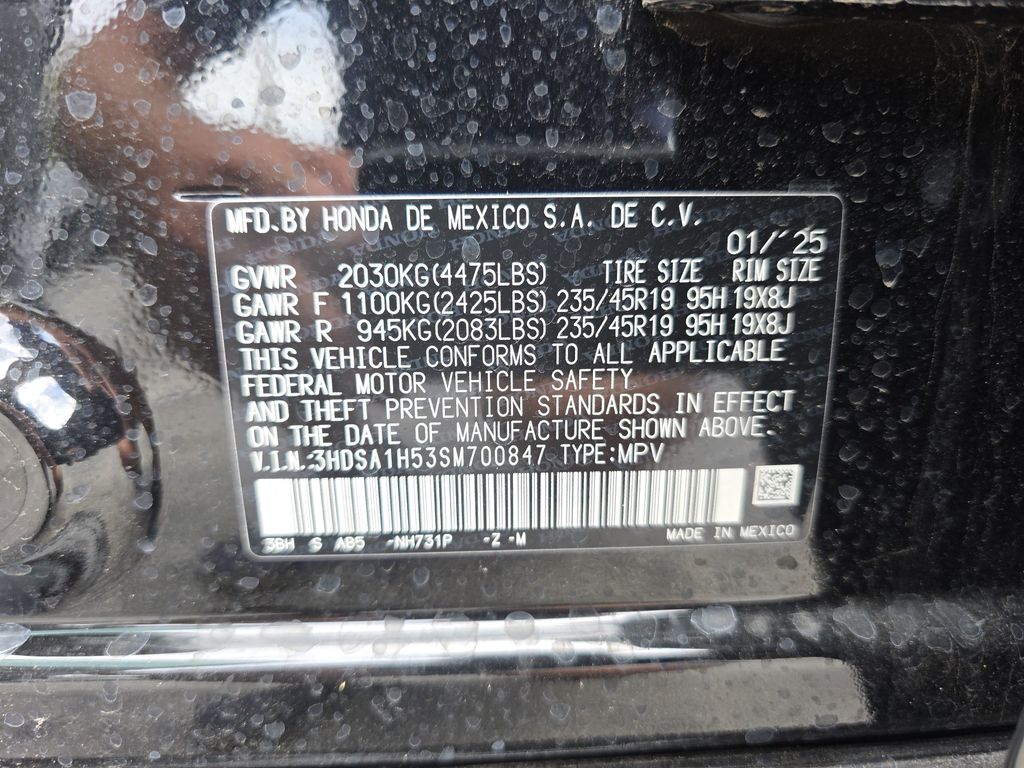 MFD.BY HONDA DE MEXICO S.A. DE C.V.
01/'25
GVWR 2030KG(4475LBS) TIRE SIZE RIM SIZE
GAWR F 1100KG(2425LBS) 235/45R19 95H 19X8J
GAWR R 945KG(2083LBS) 235/45R19 95H 19X8J
THIS VEHICLE CONFORMS TO ALL APPLICABLE
FEDERAL MOTOR VEHICLE SAFETY
AND THEFT PREVENTION STANDARDS IN EFFECT
ON THE DATE OF MANUFACTURE SHOWN ABOVE.
V.I.N.3HDSA1H53SM700847 TYPE:MPV
3BH S AB5 -NH731P -Z -M MADE IN MEXICO